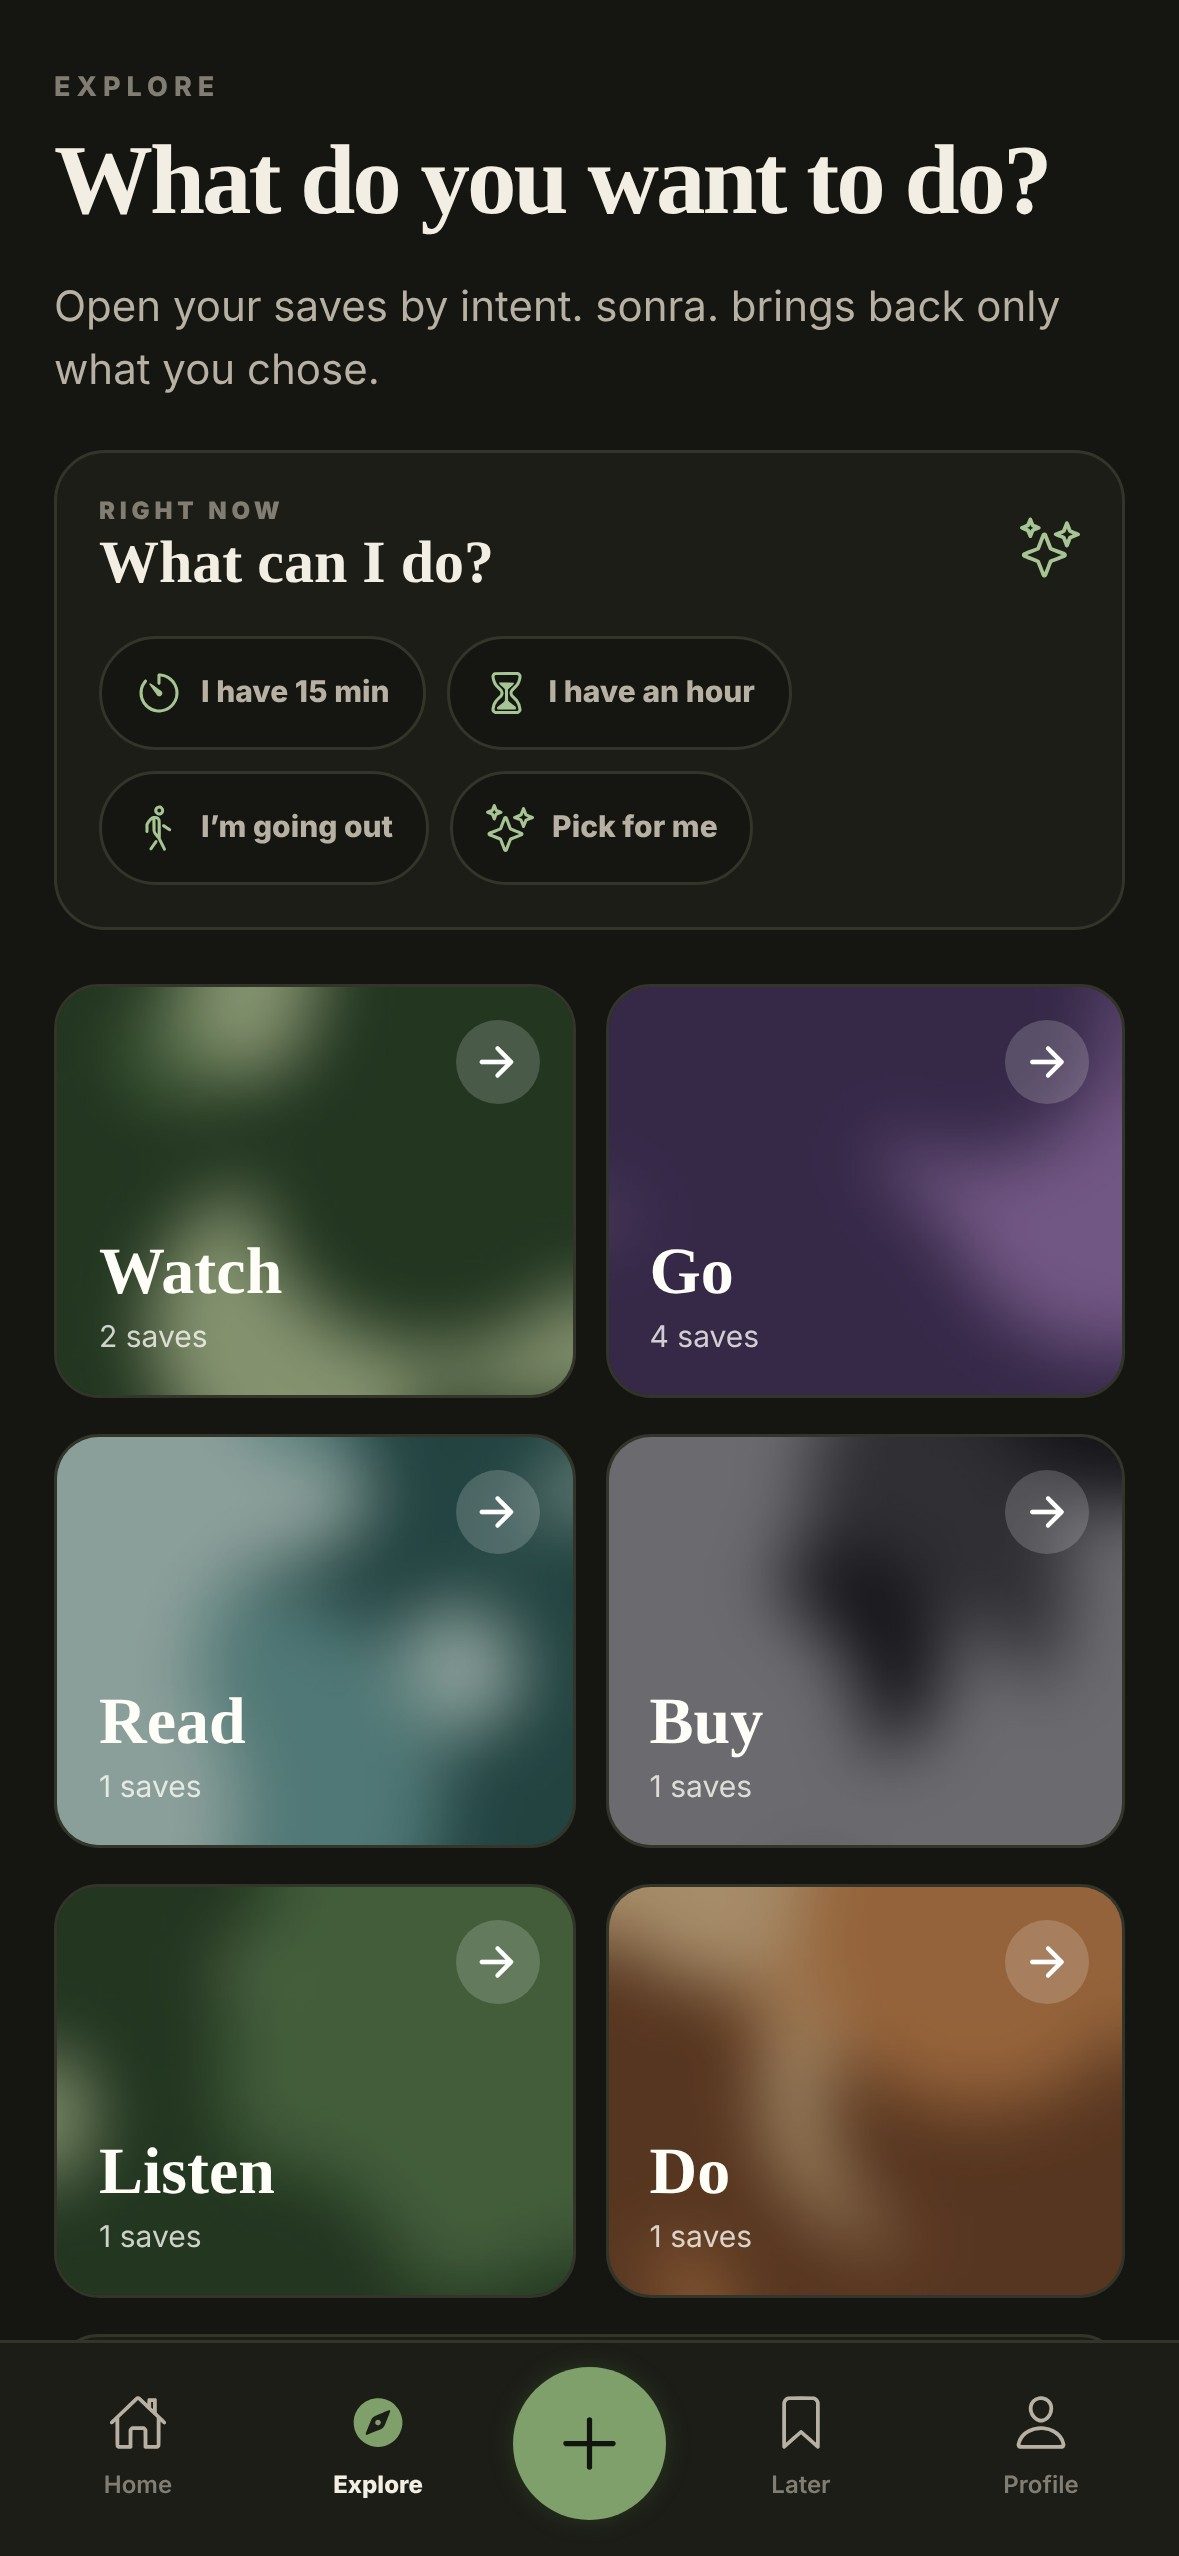 EXPLORE
What do you want to do?
Open your saves by intent. sonra. brings back only
what you chose.
RIGHT NOW
What can I do?
I have 15 min
I have an hour
I’m going out
Pick for me
Watch
2 saves
Go
4 saves
Read
1 saves
Buy
1 saves
Listen
1 saves
Do
1 saves
Home
Explore
Later
Profile